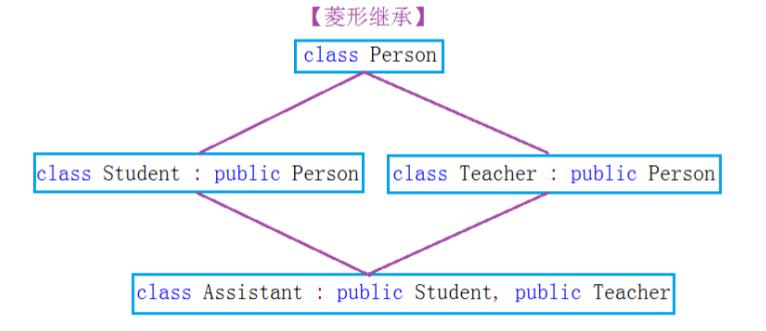 【菱形继承】
class Person
class Student : public Person
class Teacher : public Person
class Assistant : public Student, public Teacher